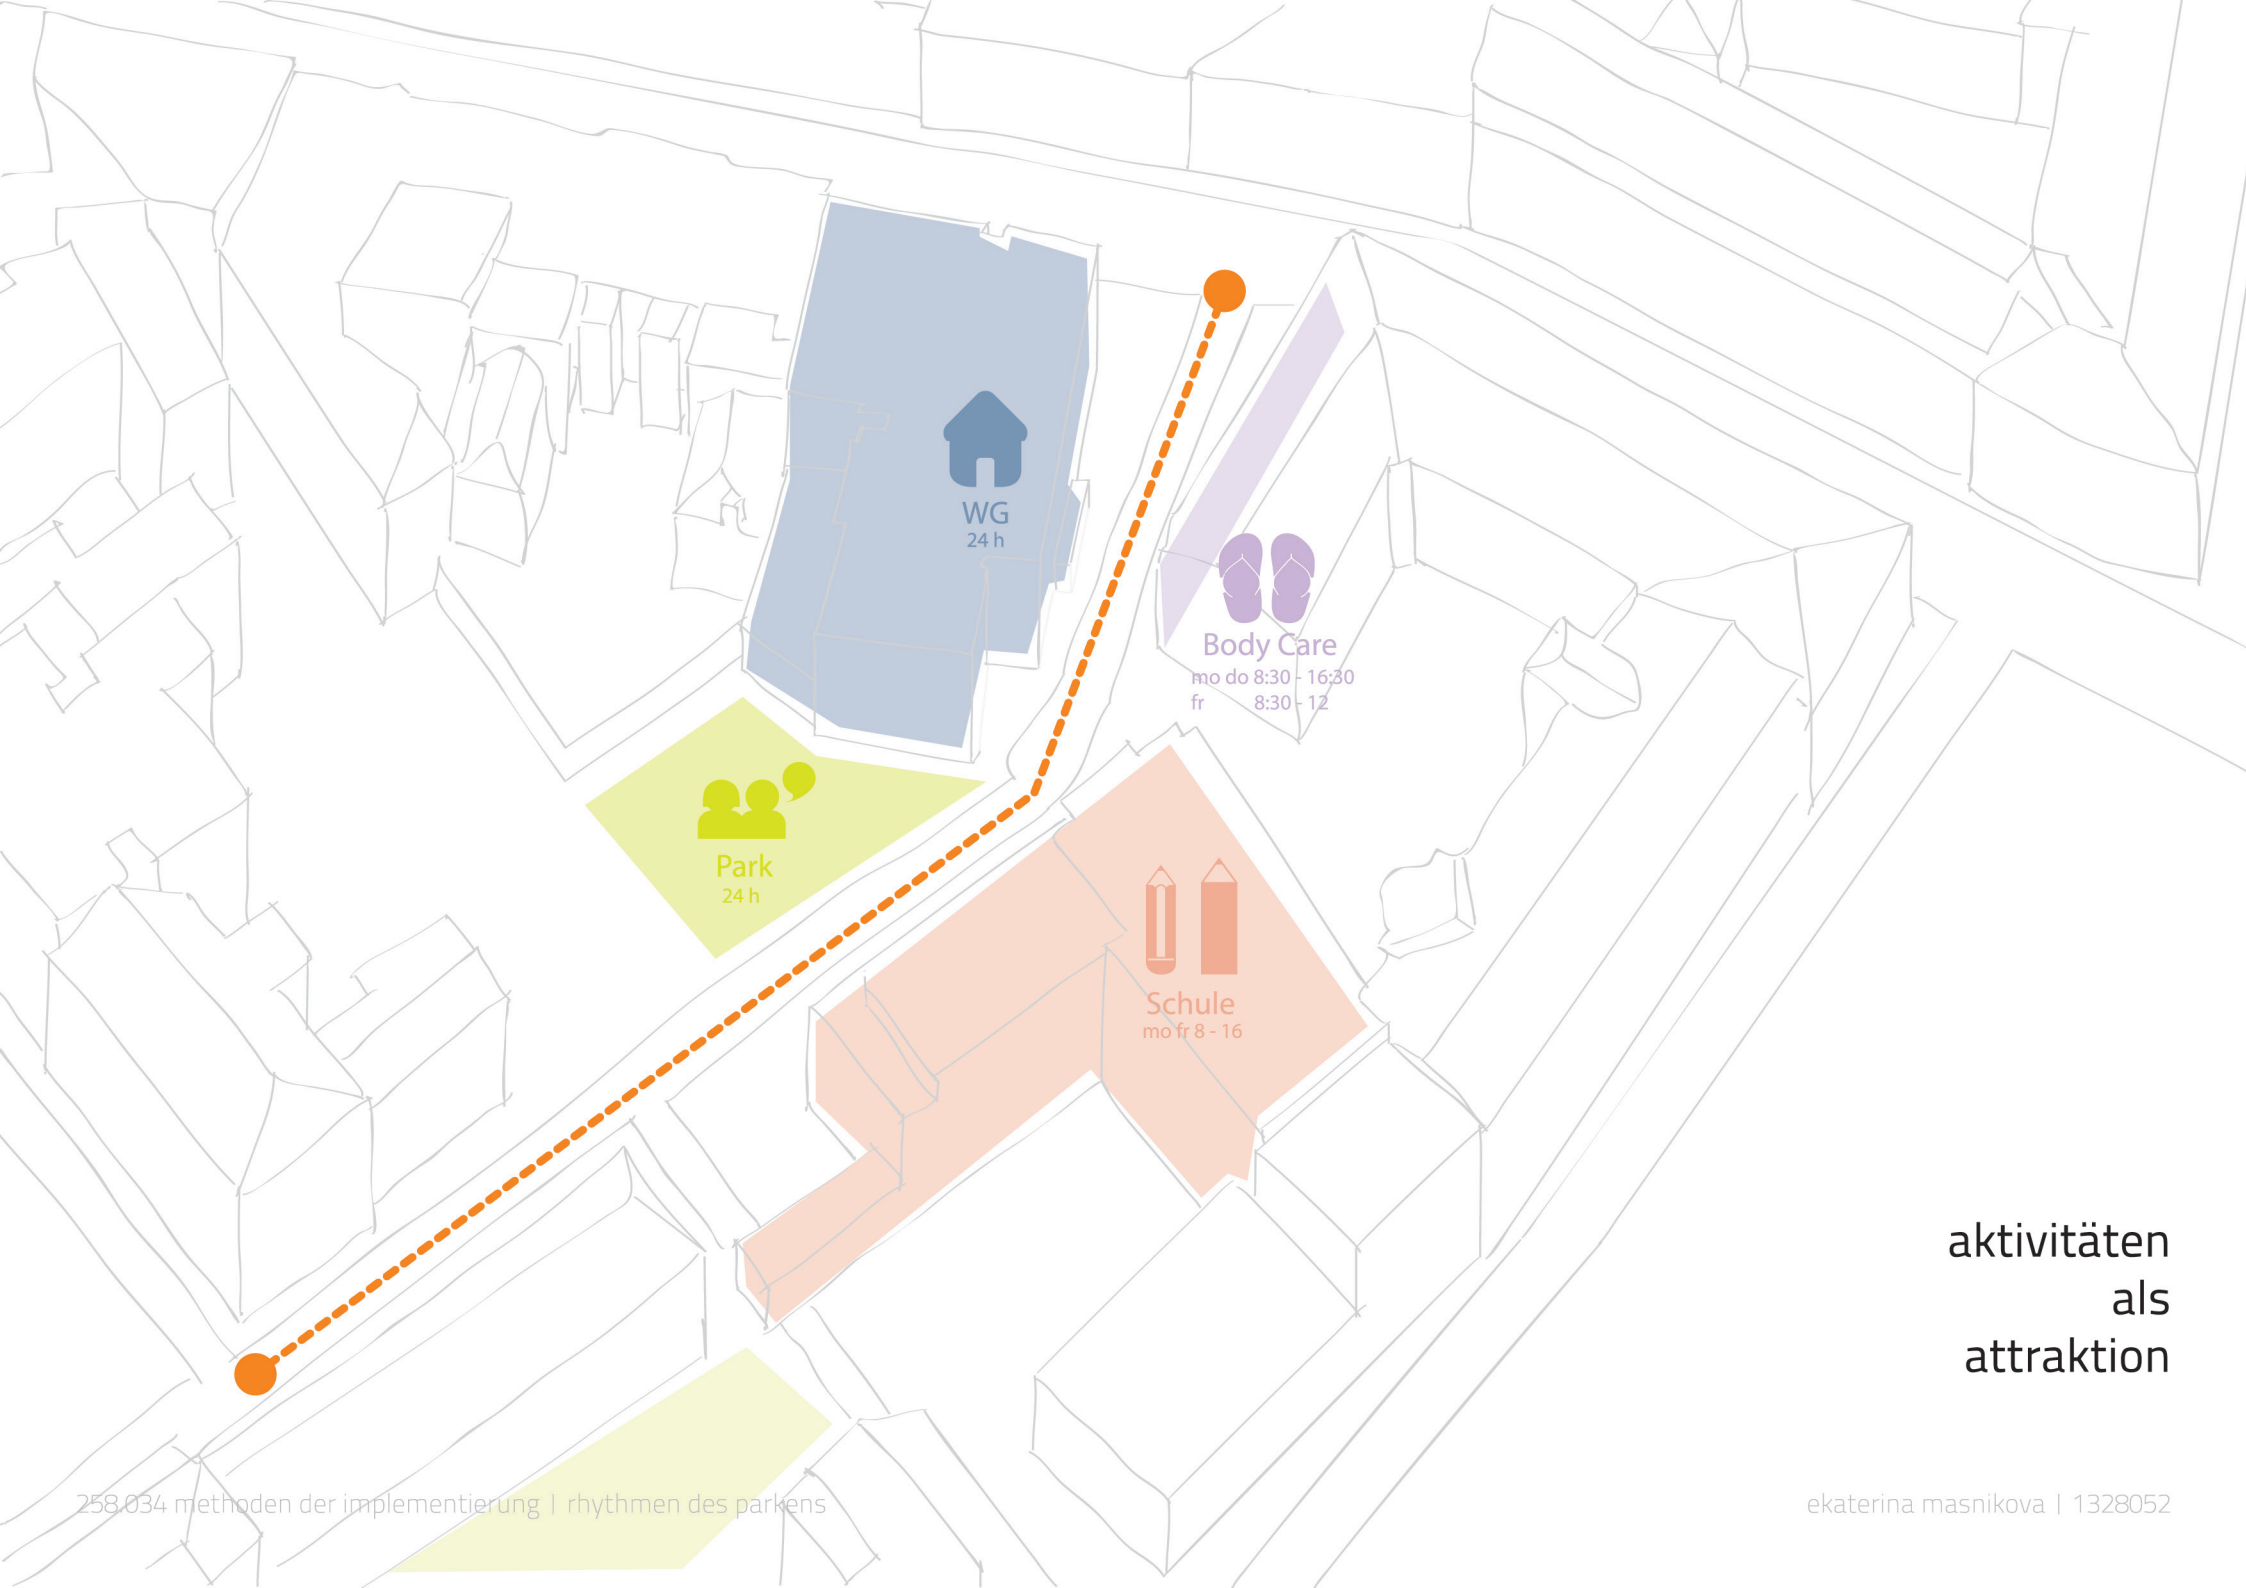 WG
24 h
Body Care
mo do 8:30 - 16:30
fr 8:30 - 12
Park
24 h
Schule
mo fr 8 - 16
aktivitäten
als
attraktion
258.034 methoden der implementierung | rhythmen des parkens
ekaterina masnikova | 1328052